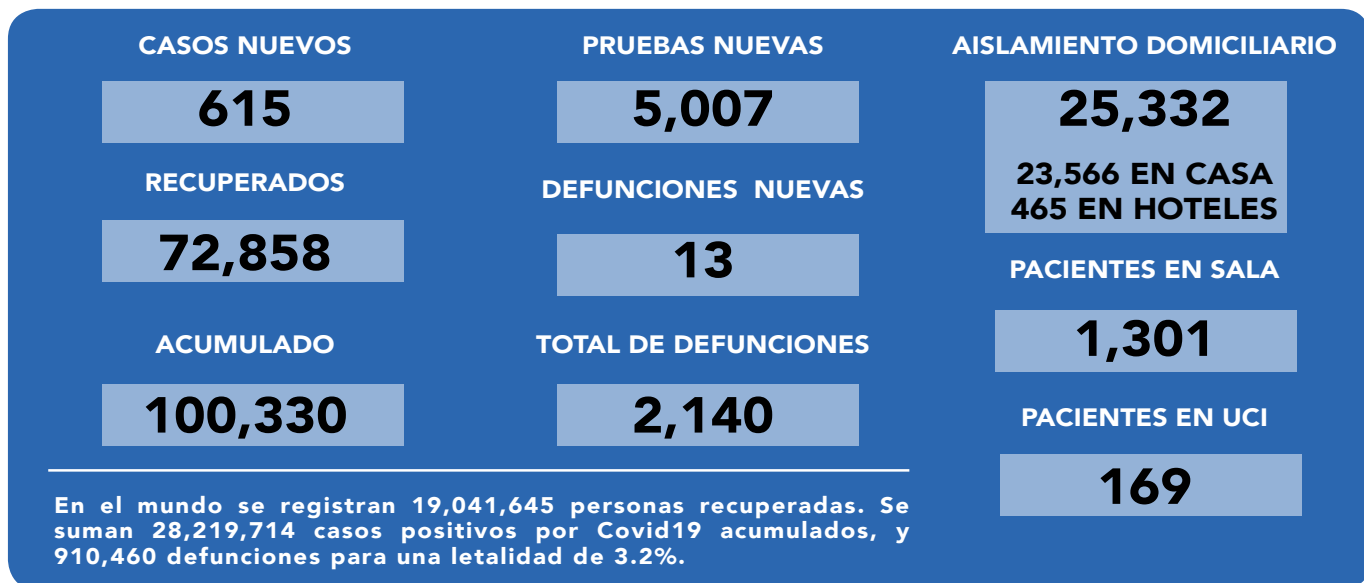 CASOS NUEVOS
615
RECUPERADOS
72,858
ACUMULADO
100,330
PRUEBAS NUEVAS
5,007
DEFUNCIONES NUEVAS
13
TOTAL DE DEFUNCIONES
2,140
AISLAMIENTO DOMICILIARIO
25,332
23,566 EN CASA
465 EN HOTELES
PACIENTES EN SALA
1,301
PACIENTES EN UCI
169
En el mundo se registran 19,041,645 personas recuperadas. Se
suman 28,219,714 casos positivos por Covid19 acumulados, y
910,460 defunciones para una letalidad de 3.2%.